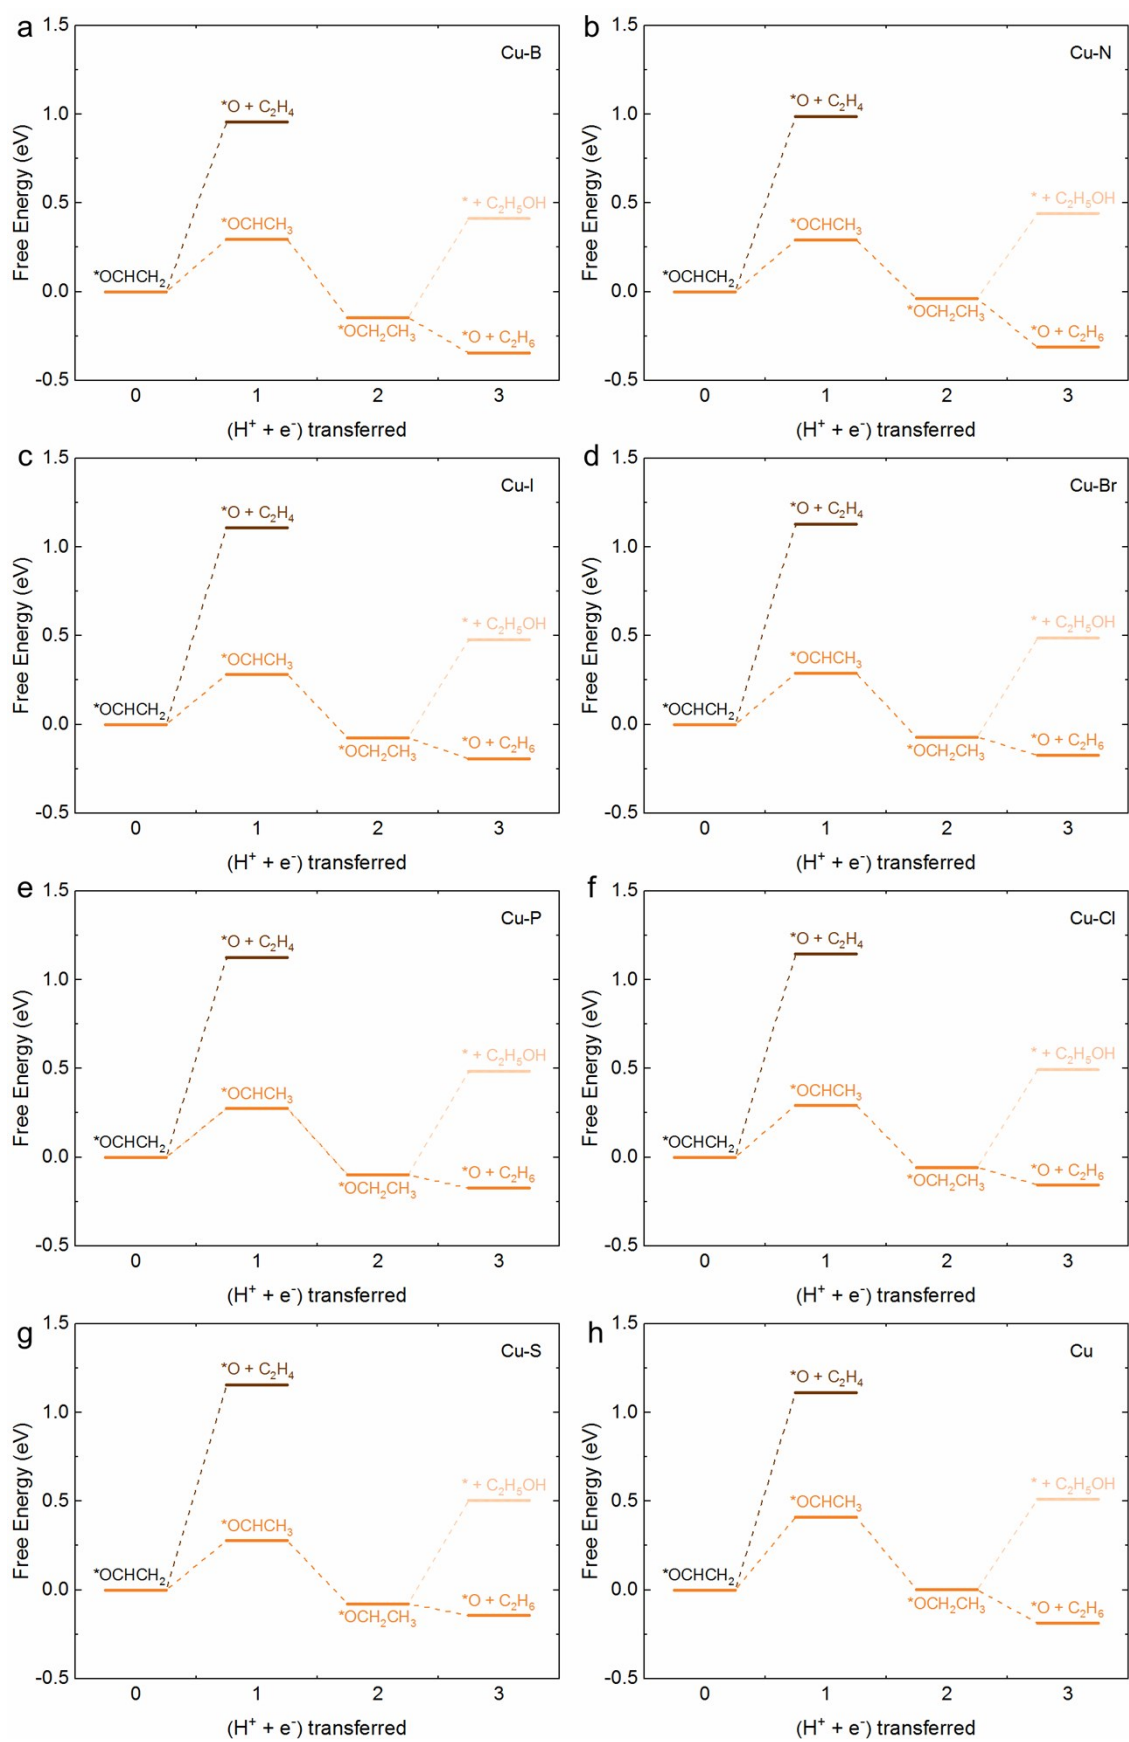 a
Cu-B
Free Energy (eV)
1.5
1.0
0.5
0.0
-0.5
*O + C₂H₄
*OCHCH₃
*OCHCH₂
*OCH₂CH₃
* + C₂H₅OH
*O + C₂H₆
0 1 2 3
(H⁺ + e⁻) transferred
b
Cu-N
Free Energy (eV)
1.5
1.0
0.5
0.0
-0.5
*O + C₂H₄
*OCHCH₃
*OCHCH₂
*OCH₂CH₃
* + C₂H₅OH
*O + C₂H₆
0 1 2 3
(H⁺ + e⁻) transferred
c
Cu-I
Free Energy (eV)
1.5
1.0
0.5
0.0
-0.5
*O + C₂H₄
*OCHCH₃
*OCHCH₂
*OCH₂CH₃
* + C₂H₅OH
*O + C₂H₆
0 1 2 3
(H⁺ + e⁻) transferred
d
Cu-Br
Free Energy (eV)
1.5
1.0
0.5
0.0
-0.5
*O + C₂H₄
*OCHCH₃
*OCHCH₂
*OCH₂CH₃
* + C₂H₅OH
*O + C₂H₆
0 1 2 3
(H⁺ + e⁻) transferred
e
Cu-P
Free Energy (eV)
1.5
1.0
0.5
0.0
-0.5
*O + C₂H₄
*OCHCH₃
*OCHCH₂
*OCH₂CH₃
* + C₂H₅OH
*O + C₂H₆
0 1 2 3
(H⁺ + e⁻) transferred
f
Cu-Cl
Free Energy (eV)
1.5
1.0
0.5
0.0
-0.5
*O + C₂H₄
*OCHCH₃
*OCHCH₂
*OCH₂CH₃
* + C₂H₅OH
*O + C₂H₆
0 1 2 3
(H⁺ + e⁻) transferred
g
Cu-S
Free Energy (eV)
1.5
1.0
0.5
0.0
-0.5
*O + C₂H₄
*OCHCH₃
*OCHCH₂
*OCH₂CH₃
* + C₂H₅OH
*O + C₂H₆
0 1 2 3
(H⁺ + e⁻) transferred
h
Cu
Free Energy (eV)
1.5
1.0
0.5
0.0
-0.5
*O + C₂H₄
*OCHCH₃
*OCHCH₂
*OCH₂CH₃
* + C₂H₅OH
*O + C₂H₆
0 1 2 3
(H⁺ + e⁻) transferred